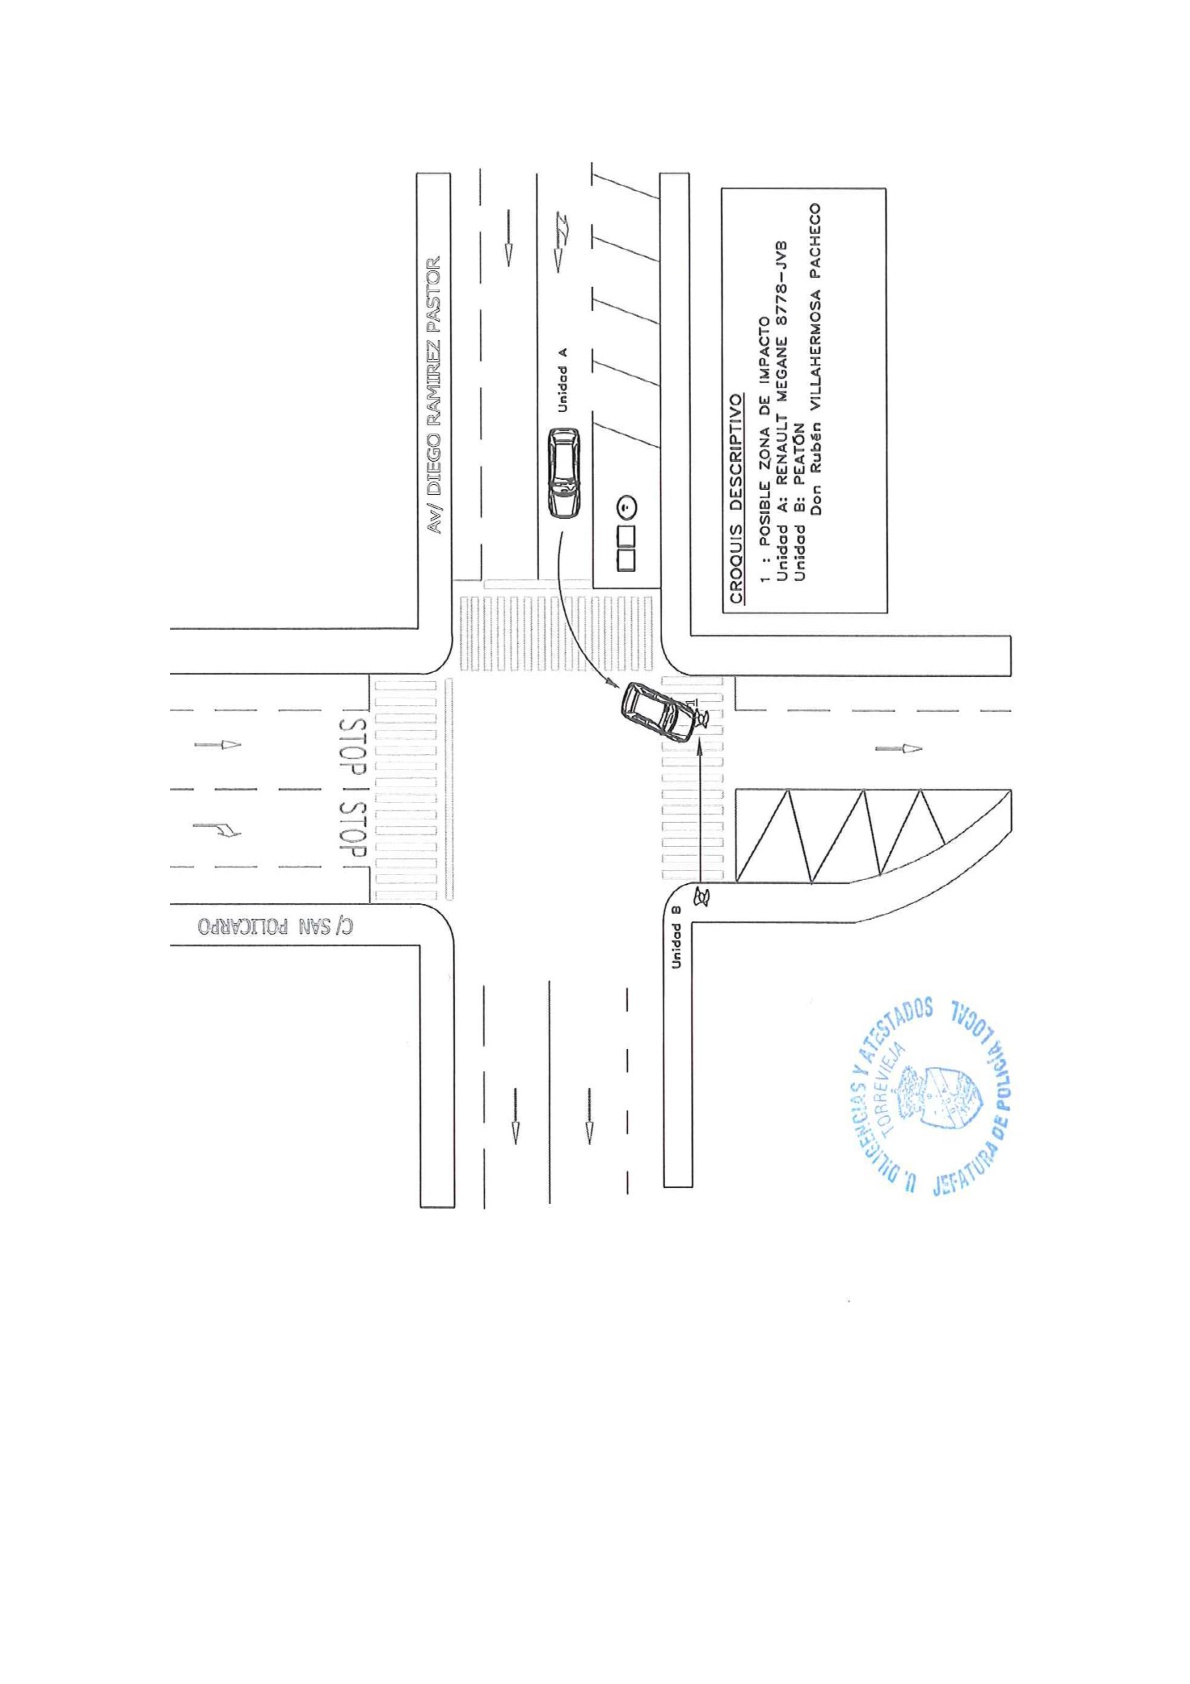 AV/ DIEGO RAMIREZ PASTOR
Unidad A
CROQUIS DESCRIPTIVO
1 : POSIBLE ZONA DE IMPACTO
Unidad A: RENAULT MEGANE 8778-JVB
Unidad B: PEATÓN
Don Rubén VILLAHERMOSA PACHECO
STOP
STOP
1
C/ SAN POLICARPO
Unidad B
U. DILIGENCIAS Y ATESTADOS
TORREVIEJA
JEFATURA DE POLICÍA LOCAL